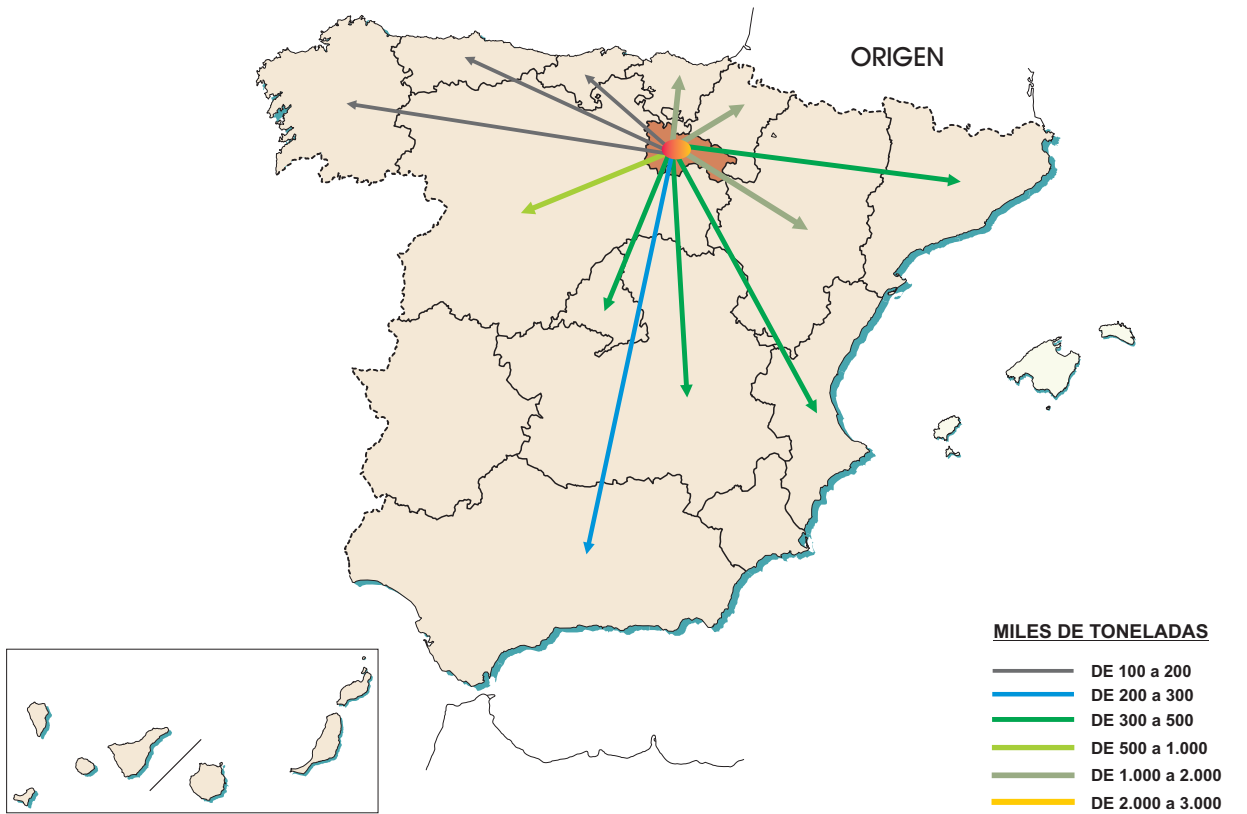 ORIGEN
MILES DE TONELADAS
DE 100 a 200
DE 200 a 300
DE 300 a 500
DE 500 a 1.000
DE 1.000 a 2.000
DE 2.000 a 3.000